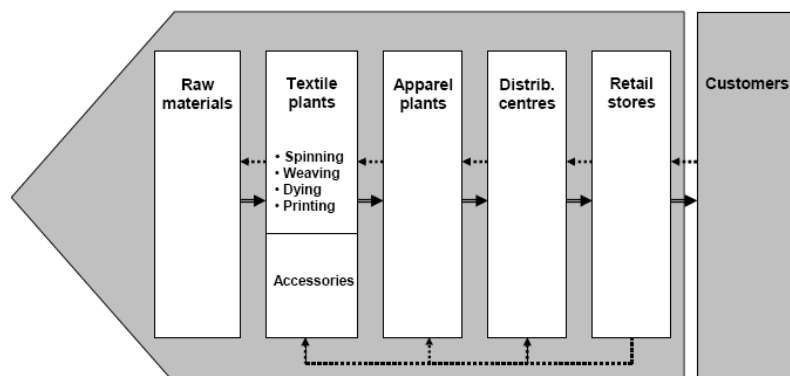 Raw
materials
Textile
plants
• Spinning
• Weaving
• Dying
• Printing
Accessories
Apparel
plants
Distrib.
centres
Retail
stores
Customers